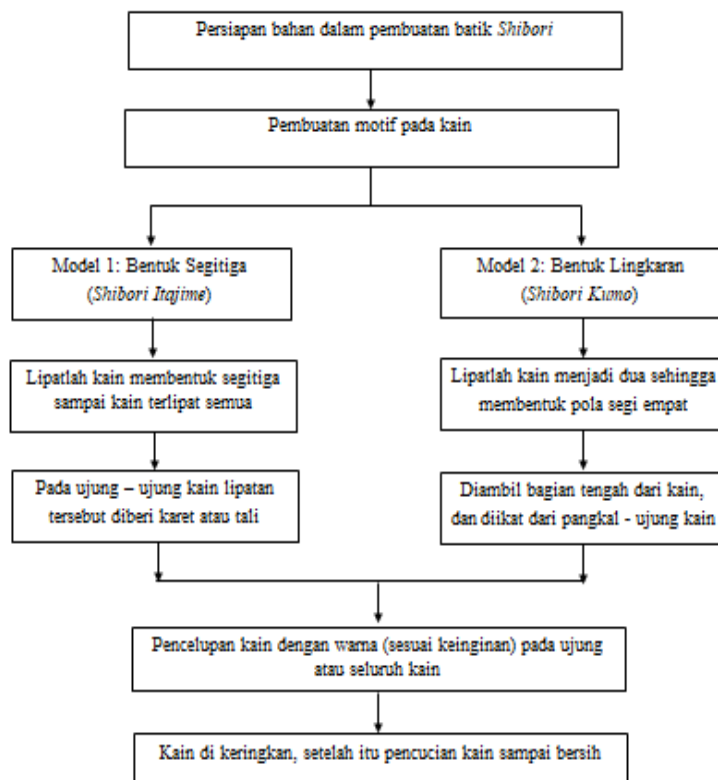 Persiapan bahan dalam pembuatan batik Shibori
Pembuatan motif pada kain
Model 1: Bentuk Segitiga
(Shibori Itajime)
Model 2: Bentuk Lingkaran
(Shibori Kumo)
Lipatlah kain membentuk segitiga
sampai kain terlipat semua
Lipatlah kain menjadi dua sehingga
membentuk pola segi empat
Pada ujung – ujung kain lipatan
tersebut diberi karet atau tali
Diambil bagian tengah dari kain,
dan diikat dari pangkal - ujung kain
Pencelupan kain dengan warna (sesuai keinginan) pada ujung
atau seluruh kain
Kain di keringkan, setelah itu pencucian kain sampai bersih